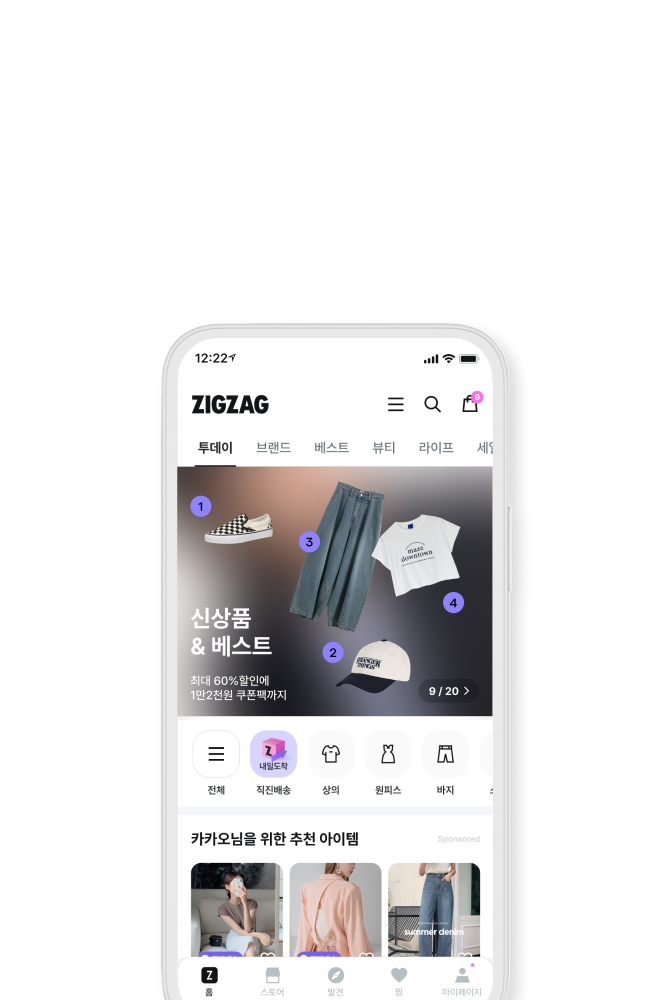 12:22
ZIGZAG
9
투데이 브랜드 베스트 뷰티 라이프
1
3
maze
downtown
4
신상품
& 베스트
2
최대 60%할인에
1만2천원 쿠폰팩까지
9 / 20
Z
내일도착
전체 직진배송 상의 원피스 바지
카카오님을 위한 추천 아이템
Sponsored
summer denim
Z
홈 스토어 발견 찜 마이페이지